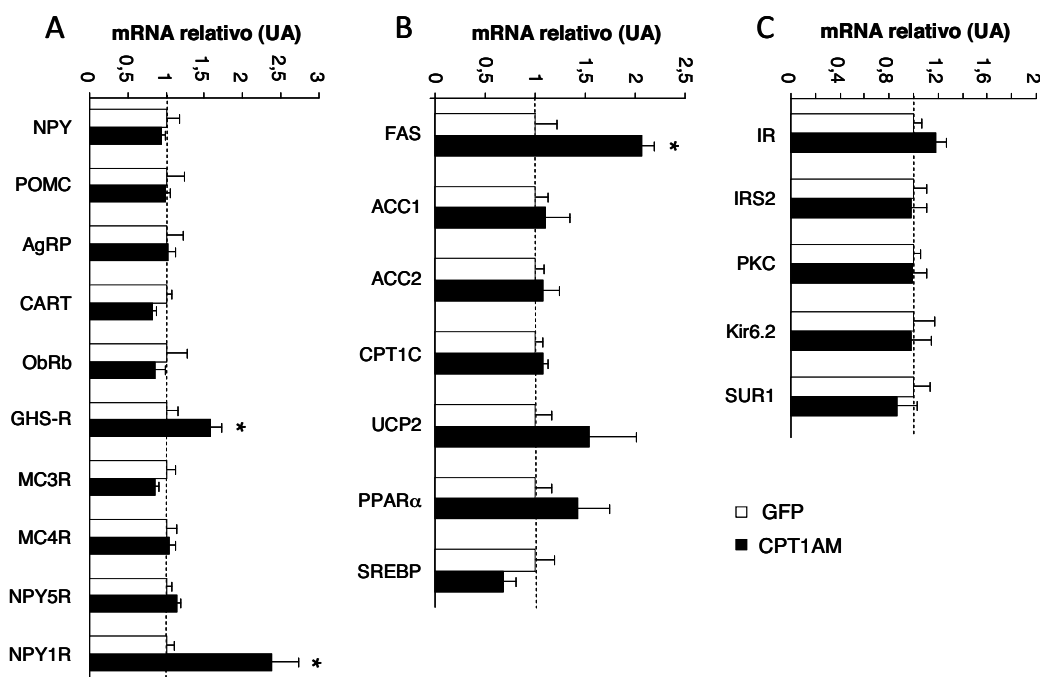 A
mRNA relativo (UA)
0 0,5 1 1,5 2 2,5 3
NPY
POMC
AgRP
CART
ObRb
GHS-R *
MC3R
MC4R
NPY5R
NPY1R *
B
mRNA relativo (UA)
0 0,5 1 1,5 2 2,5
FAS *
ACC1
ACC2
CPT1C
UCP2
PPARα
SREBP
C
mRNA relativo (UA)
0 0,4 0,8 1,2 1,6 2
IR
IRS2
PKC
Kir6.2
SUR1
GFP
CPT1AM